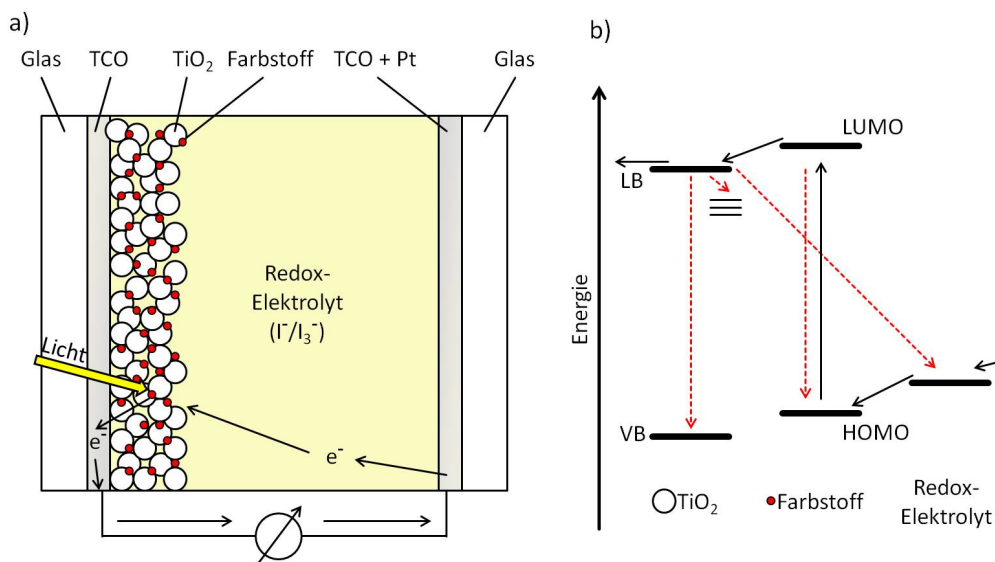 a)
Glas TCO TiO₂ Farbstoff TCO + Pt Glas
Redox-
Elektrolyt
(I⁻/I₃⁻)
Licht
e⁻
e⁻
b)
Energie
LUMO
LB
VB
HOMO
TiO₂ Farbstoff Redox-
Elektrolyt